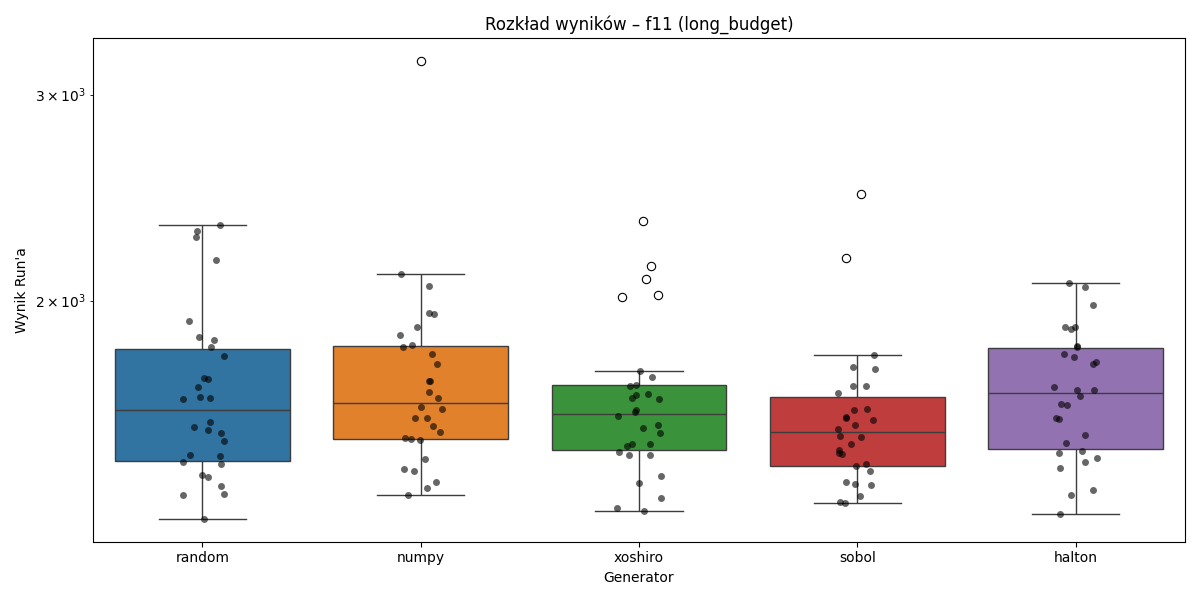 Rozkład wyników – f11 (long_budget)
3 × 10³
2 × 10³
Wynik Run'a
random
numpy
xoshiro
sobol
halton
Generator